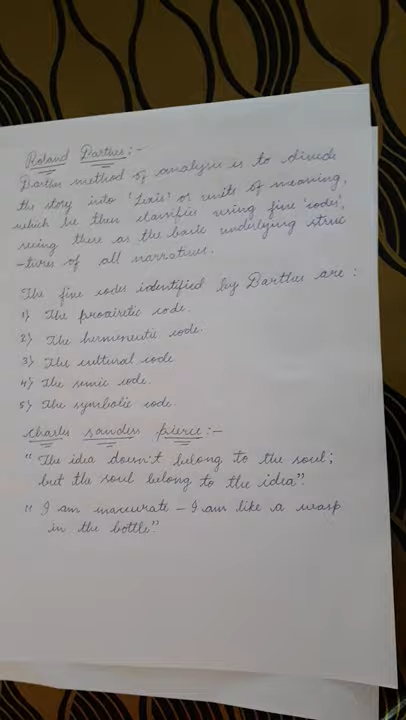 Roland Barthes:-
Barthes method of analysis is to divide
the story into 'Lexis' or units of meaning,
which he then classifies using five 'codes',
seeing these as the basic underlying struc
-tures of all narratives.
The five codes identified by Barthes are:
1) The proairetic code.
2) The hermeneutic code.
3) The cultural code
4) The semic code.
5) The symbolic code.
Charles sanders pierce:-
"The idea doesn't belong to the soul;
but the soul belong to the idea".
"I am inaccurate - I am like a wasp
in the bottle"